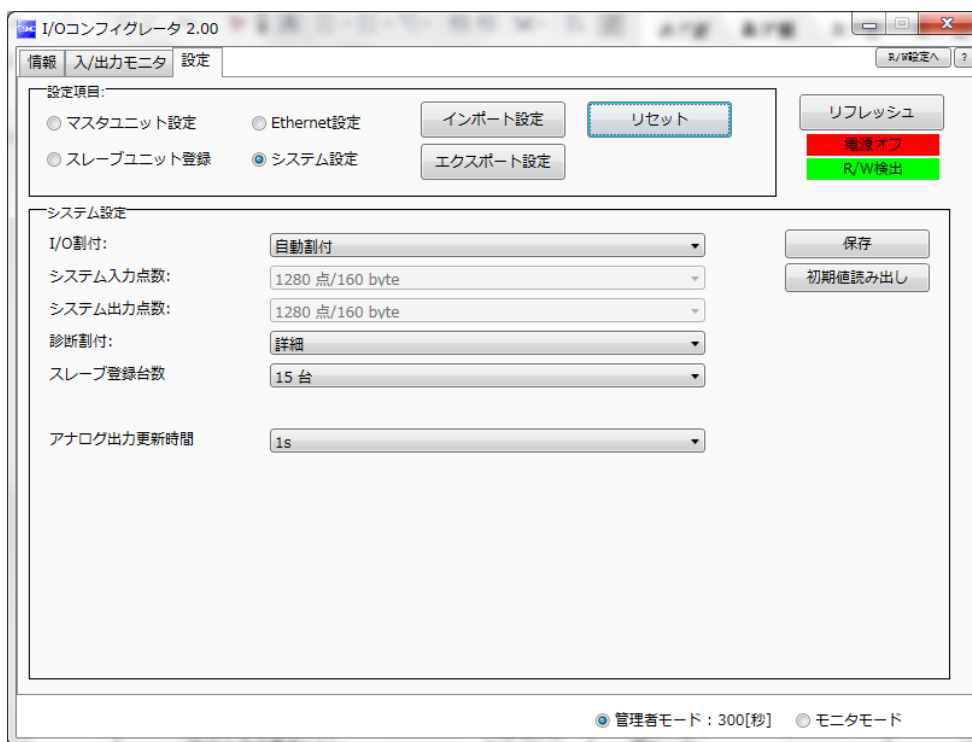 I/Oコンフィグレータ 2.00
情報 入/出力モニタ 設定 R/W設定へ ?
設定項目:
マスタユニット設定 Ethernet設定 インポート設定 リセット リフレッシュ
電源オフ
スレーブユニット登録 システム設定 エクスポート設定 R/W検出
システム設定
I/O割付: 自動割付 保存
システム入力点数: 1280 点/160 byte 初期値読み出し
システム出力点数: 1280 点/160 byte
診断割付: 詳細
スレーブ登録台数 15 台
アナログ出力更新時間 1s
管理者モード : 300[秒] モニタモード